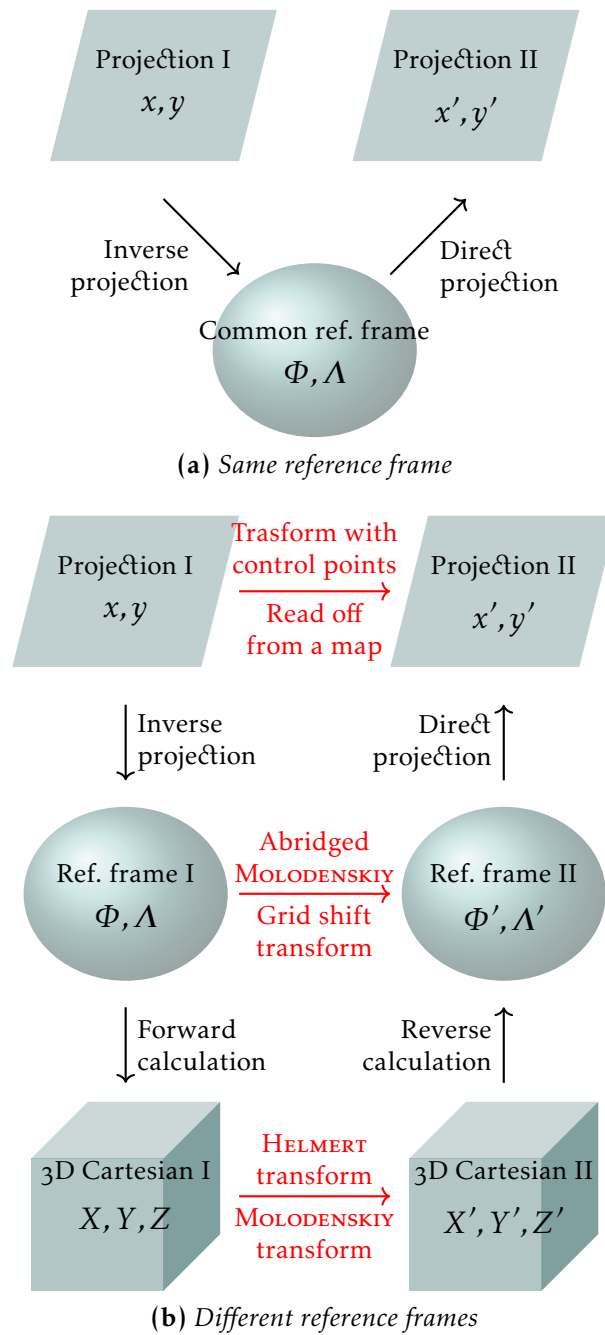 Projection I
x, y
Projection II
x′, y′
Inverse
projection
Direct
projection
Common ref. frame
Φ, Λ
(a) Same reference frame
Projection I
x, y
Trasform with
control points
Read off
from a map
Projection II
x′, y′
Inverse
projection
Direct
projection
Ref. frame I
Φ, Λ
Abridged
MOLODENSKIY
Grid shift
transform
Ref. frame II
Φ′, Λ′
Forward
calculation
Reverse
calculation
3D Cartesian I
X, Y, Z
HELMERT
transform
MOLODENSKIY
transform
3D Cartesian II
X′, Y′, Z′
(b) Different reference frames